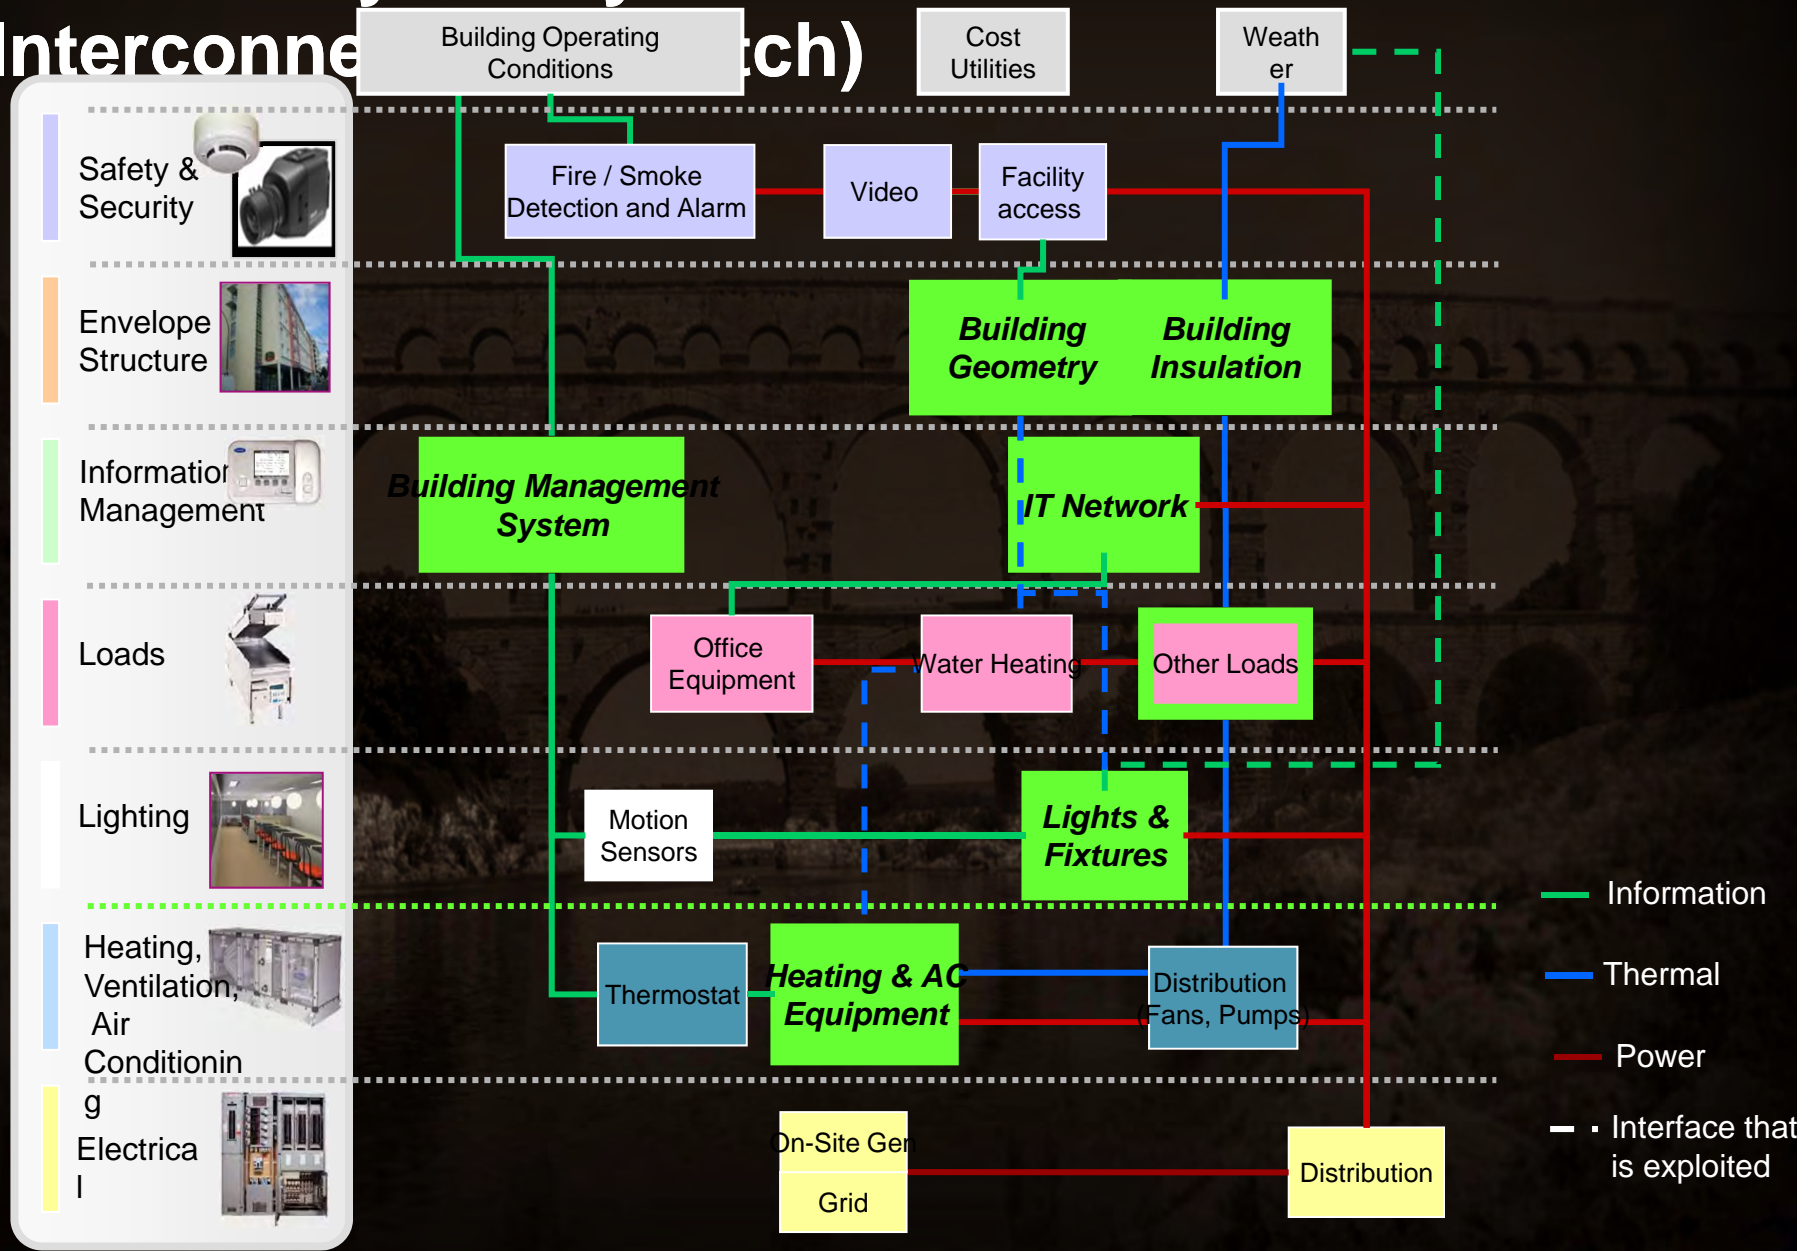 Interconne tch)
Building Operating
Conditions
Cost
Utilities
Weath
er
Safety &
Security
Fire / Smoke
Detection and Alarm
Video
Facility
access
Envelope
Structure
Building
Geometry
Building
Insulation
Information
Management
Building Management
System
IT Network
Loads
Office
Equipment
Water Heating
Other Loads
Lighting
Motion
Sensors
Lights &
Fixtures
Heating,
Ventilation,
Air
Conditionin
g
Thermostat
Heating & AC
Equipment
Distribution
(Fans, Pumps)
Electrica
l
On-Site Gen
Grid
Distribution
Information
Thermal
Power
Interface that
is exploited